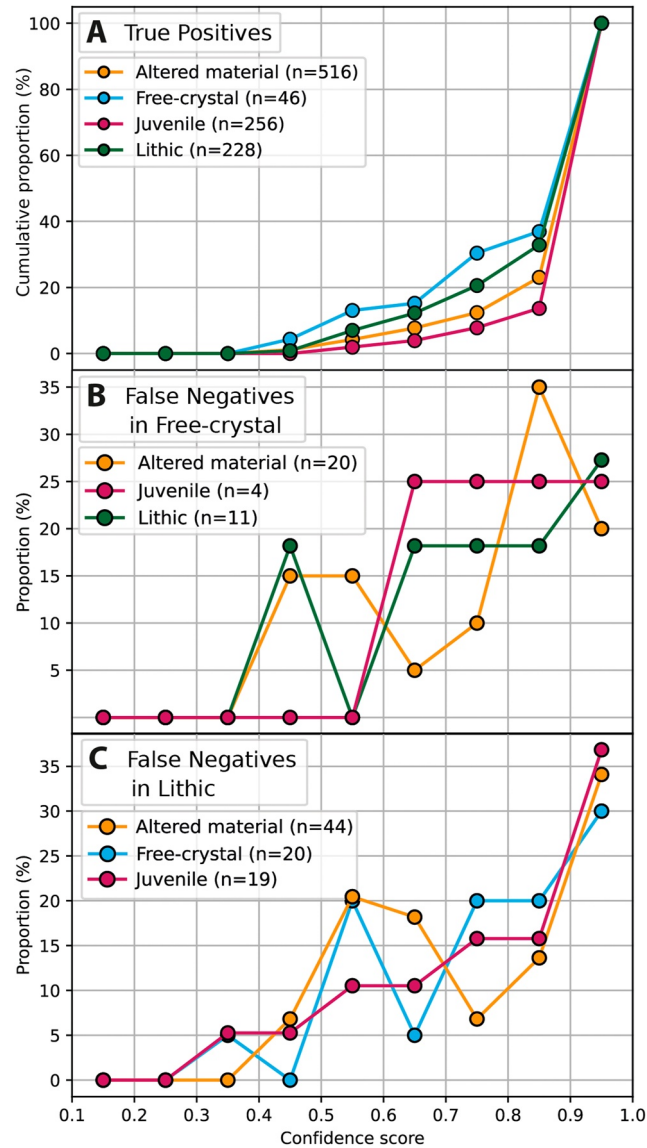 A True Positives
Altered material (n=516)
Free-crystal (n=46)
Juvenile (n=256)
Lithic (n=228)
Cumulative proportion (%)
100
80
60
40
20
0
B False Negatives
in Free-crystal
Altered material (n=20)
Juvenile (n=4)
Lithic (n=11)
Proportion (%)
35
30
25
20
15
10
5
C False Negatives
in Lithic
Altered material (n=44)
Free-crystal (n=20)
Juvenile (n=19)
Proportion (%)
35
30
25
20
15
10
5
0
0.1 0.2 0.3 0.4 0.5 0.6 0.7 0.8 0.9 1.0
Confidence score